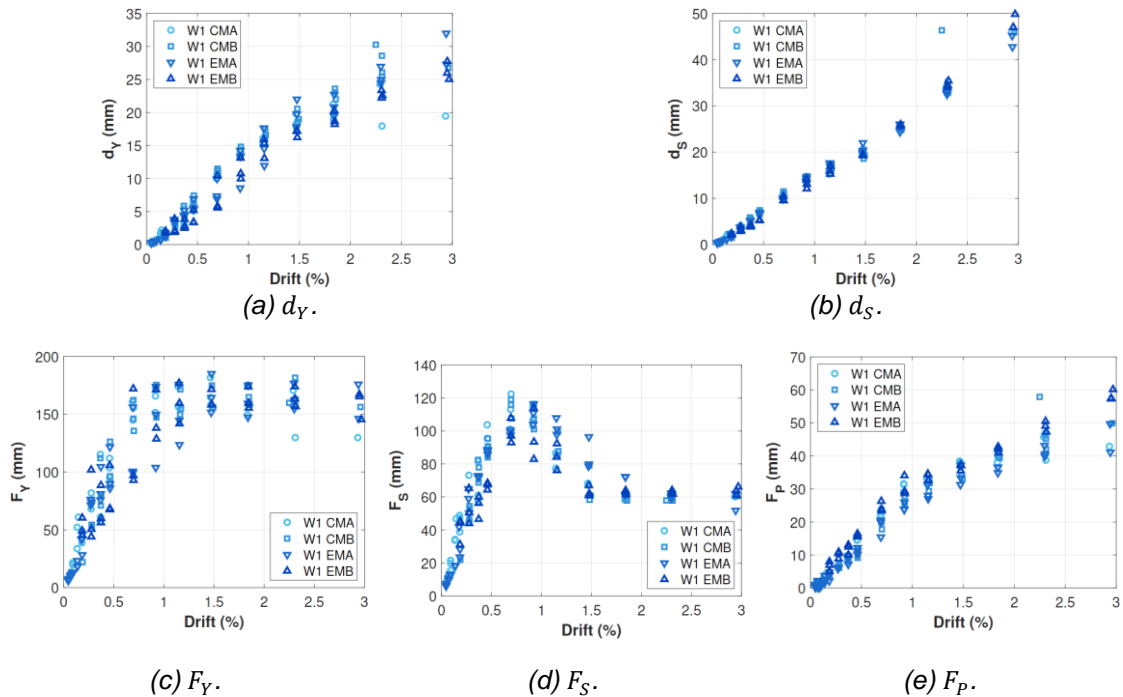 35
30
25
20
15
10
5
0
d_Y (mm)
W1 CMA
W1 CMB
W1 EMA
W1 EMB
0 0.5 1 1.5 2 2.5 3
Drift (%)
(a) d_Y.
50
40
30
20
10
0
d_S (mm)
W1 CMA
W1 CMB
W1 EMA
W1 EMB
0 0.5 1 1.5 2 2.5 3
Drift (%)
(b) d_S.
200
150
100
50
0
F_Y (mm)
W1 CMA
W1 CMB
W1 EMA
W1 EMB
0 0.5 1 1.5 2 2.5 3
Drift (%)
(c) F_Y.
140
120
100
80
60
40
20
0
F_S (mm)
W1 CMA
W1 CMB
W1 EMA
W1 EMB
0 0.5 1 1.5 2 2.5 3
Drift (%)
(d) F_S.
70
60
50
40
30
20
10
0
F_P (mm)
W1 CMA
W1 CMB
W1 EMA
W1 EMB
0 0.5 1 1.5 2 2.5 3
Drift (%)
(e) F_P.